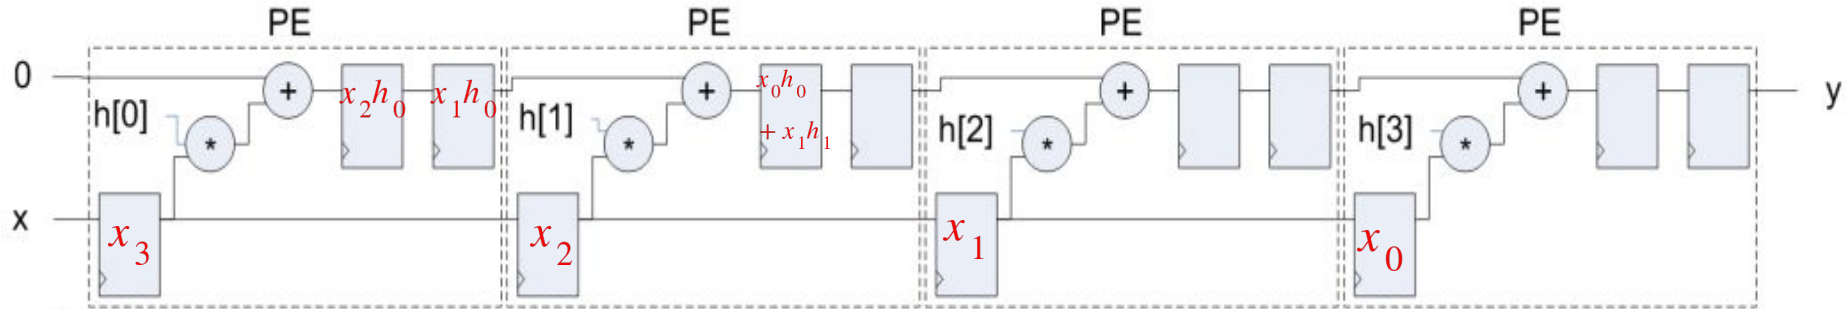 PE PE PE PE
0 + x₂h₀ x₁h₀ + x₀h₀ + + y
h[0] * h[1] * + x₁h₁ h[2] * h[3] *
x x₃ x₂ x₁ x₀